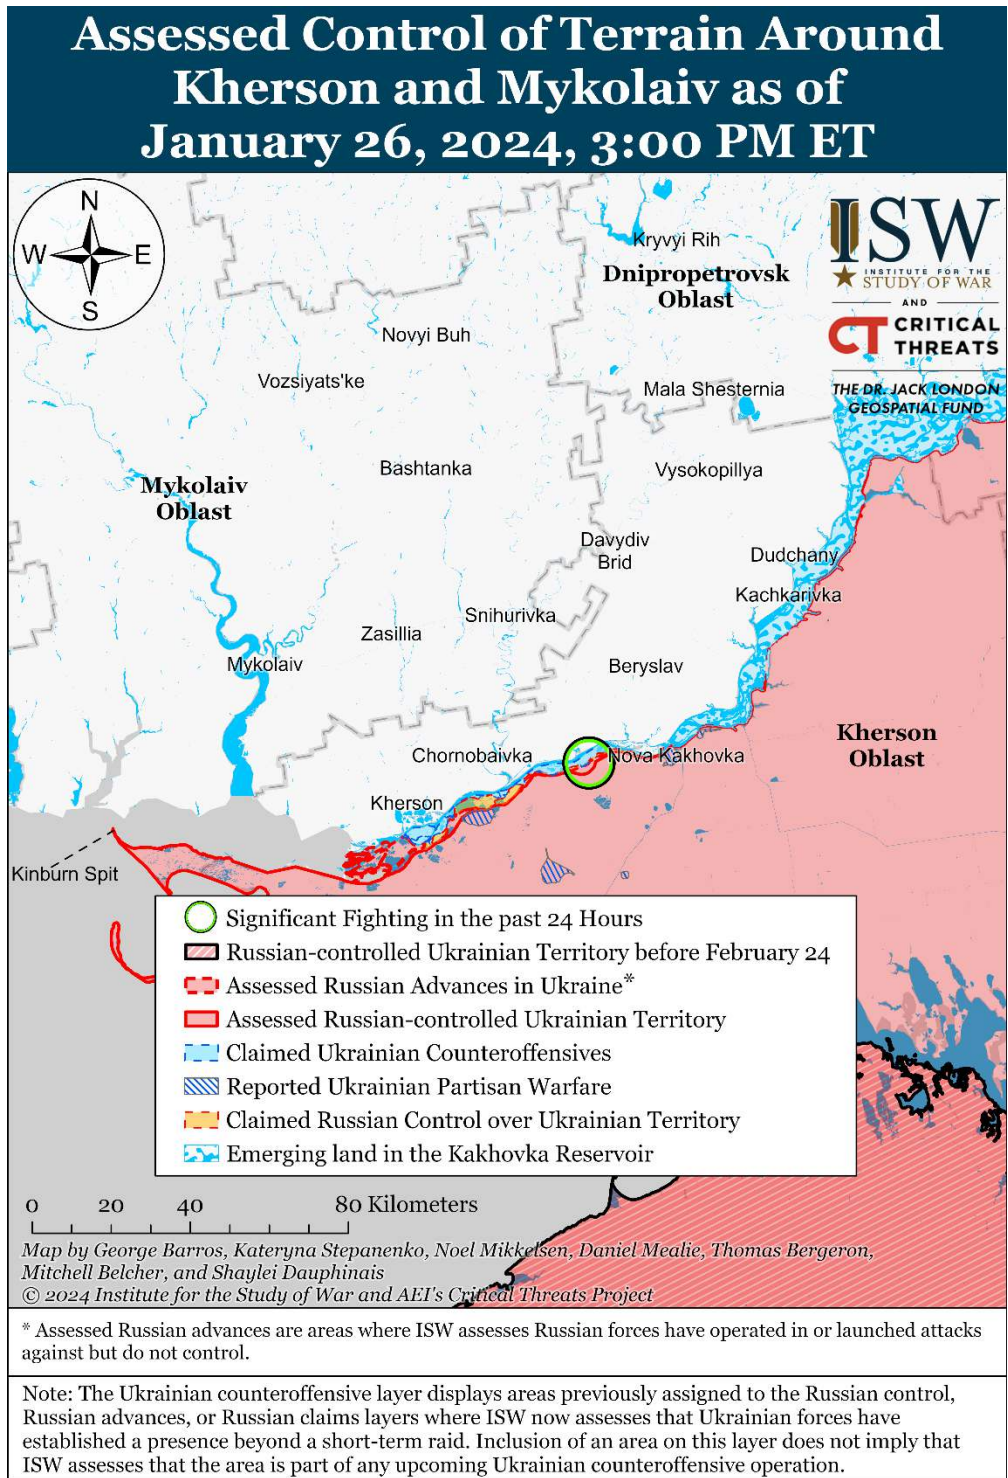 Assessed Control of Terrain Around
Kherson and Mykolaiv as of
January 26, 2024, 3:00 PM ET
N
W E
S
ISW
INSTITUTE FOR THE
STUDY OF WAR
AND
CT CRITICAL
THREATS
THE DR. JACK LONDON
GEOSPATIAL FUND
Kryvyi Rih
Dnipropetrovsk
Oblast
Novyi Buh
Vozsiyats'ke
Mala Shesternia
Bashtanka
Vysokopillya
Mykolaiv
Oblast
Davydiv
Brid
Dudchany
Kachkarivka
Snihurivka
Zasillia
Mykolaiv
Beryslav
Kherson
Oblast
Chornobaivka
Nova Kakhovka
Kherson
Kinburn Spit
Significant Fighting in the past 24 Hours
Russian-controlled Ukrainian Territory before February 24
Assessed Russian Advances in Ukraine*
Assessed Russian-controlled Ukrainian Territory
Claimed Ukrainian Counteroffensives
Reported Ukrainian Partisan Warfare
Claimed Russian Control over Ukrainian Territory
Emerging land in the Kakhovka Reservoir
0 20 40 80 Kilometers
Map by George Barros, Kateryna Stepanenko, Noel Mikkelsen, Daniel Mealie, Thomas Bergeron,
Mitchell Belcher, and Shaylei Dauphinais
© 2024 Institute for the Study of War and AEI's Critical Threats Project
* Assessed Russian advances are areas where ISW assesses Russian forces have operated in or launched attacks
against but do not control.
Note: The Ukrainian counteroffensive layer displays areas previously assigned to the Russian control,
Russian advances, or Russian claims layers where ISW now assesses that Ukrainian forces have
established a presence beyond a short-term raid. Inclusion of an area on this layer does not imply that
ISW assesses that the area is part of any upcoming Ukrainian counteroffensive operation.